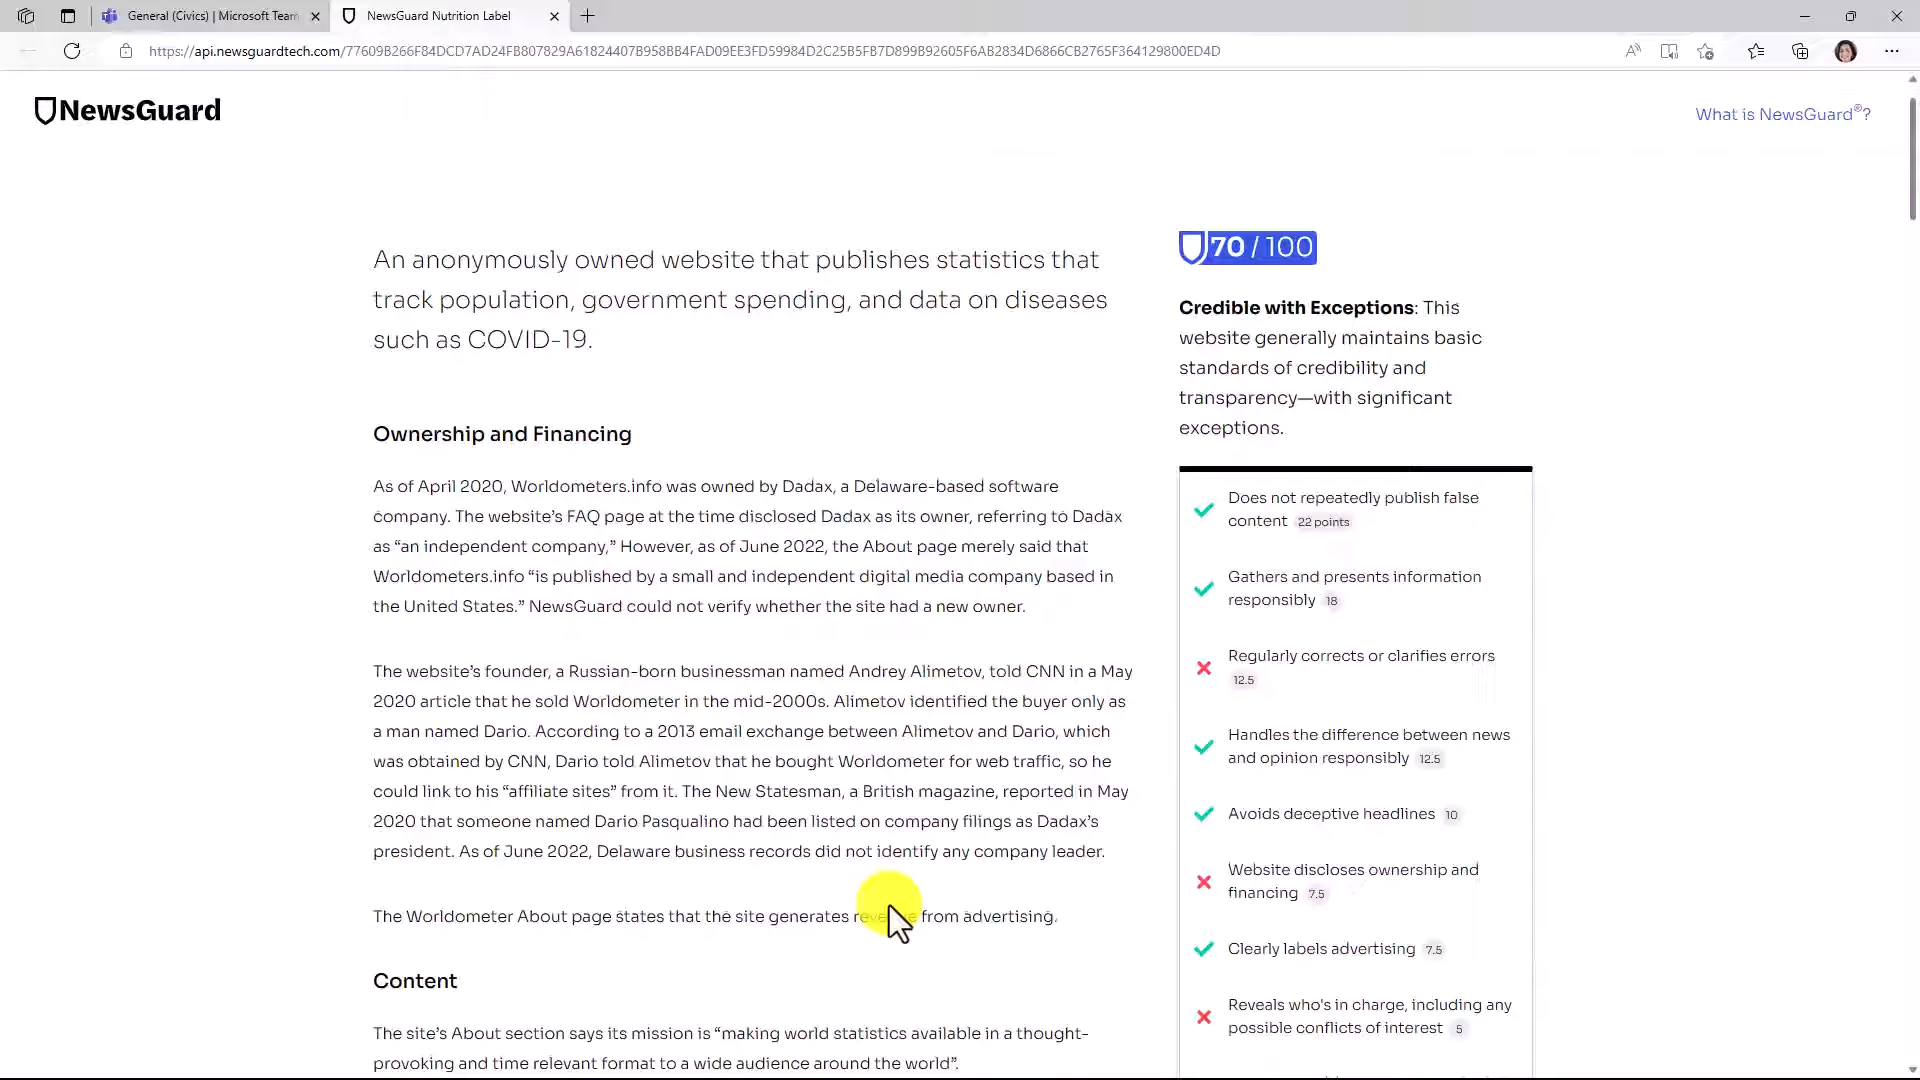 General (Civics) | Microsoft Team
NewsGuard Nutrition Label
https://api.newsguardtech.com/77609B266F84DCD7AD24FB807829A61824407B958BB4FAD09EE3FD59984D2C25B5FB7D899B92605F6AB2834D6866CB2765F364129800ED4D
NewsGuard
What is NewsGuard®?
An anonymously owned website that publishes statistics that
track population, government spending, and data on diseases
such as COVID-19.
Ownership and Financing
As of April 2020, Worldometers.info was owned by Dadax, a Delaware-based software
company. The website’s FAQ page at the time disclosed Dadax as its owner, referring to Dadax
as “an independent company,” However, as of June 2022, the About page merely said that
Worldometers.info “is published by a small and independent digital media company based in
the United States.” NewsGuard could not verify whether the site had a new owner.
The website’s founder, a Russian-born businessman named Andrey Alimetov, told CNN in a May
2020 article that he sold Worldometer in the mid-2000s. Alimetov identified the buyer only as
a man named Dario. According to a 2013 email exchange between Alimetov and Dario, which
was obtained by CNN, Dario told Alimetov that he bought Worldometer for web traffic, so he
could link to his “affiliate sites” from it. The New Statesman, a British magazine, reported in May
2020 that someone named Dario Pasqualino had been listed on company filings as Dadax’s
president. As of June 2022, Delaware business records did not identify any company leader.
The Worldometer About page states that the site generates revenue from advertising.
Content
The site’s About section says its mission is “making world statistics available in a thought-
provoking and time relevant format to a wide audience around the world”.
70 / 100
Credible with Exceptions: This
website generally maintains basic
standards of credibility and
transparency—with significant
exceptions.
Does not repeatedly publish false
content 22 points
Gathers and presents information
responsibly 18
Regularly corrects or clarifies errors
12.5
Handles the difference between news
and opinion responsibly 12.5
Avoids deceptive headlines 10
Website discloses ownership and
financing 7.5
Clearly labels advertising 7.5
Reveals who's in charge, including any
possible conflicts of interest 5